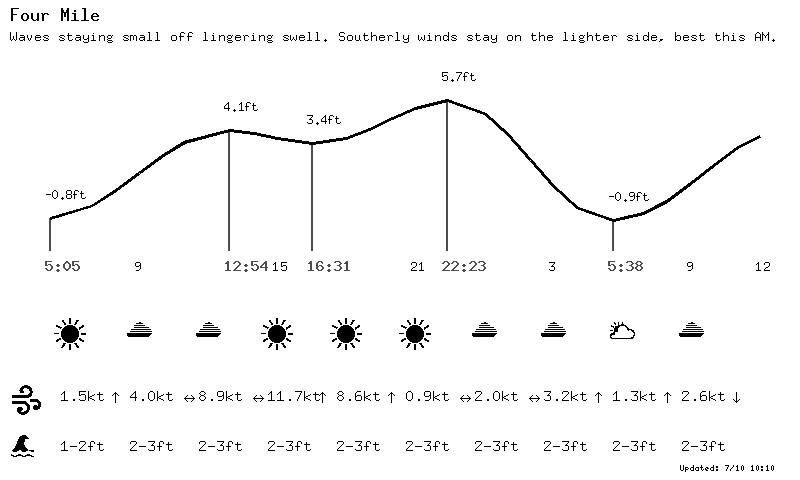 Four Mile
Waves staying small off lingering swell. Southerly winds stay on the lighter side, best this AM.
5.7ft
4.1ft
3.4ft
-0.8ft
-0.9ft
5:05 9 12:54 15 16:31 21 22:23 3 5:38 9 12
1.5kt ↑ 4.0kt ↔ 8.9kt ↔ 11.7kt ↑ 8.6kt ↑ 0.9kt ↔ 2.0kt ↔ 3.2kt ↑ 1.3kt ↑ 2.6kt ↓
1-2ft 2-3ft 2-3ft 2-3ft 2-3ft 2-3ft 2-3ft 2-3ft 2-3ft 2-3ft
Updated: 7/10 10:10